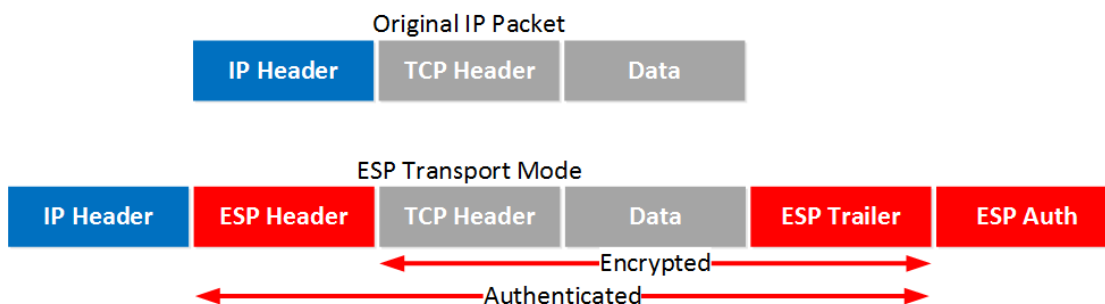 Original IP Packet
IP Header TCP Header Data
ESP Transport Mode
IP Header ESP Header TCP Header Data ESP Trailer ESP Auth
Encrypted
Authenticated